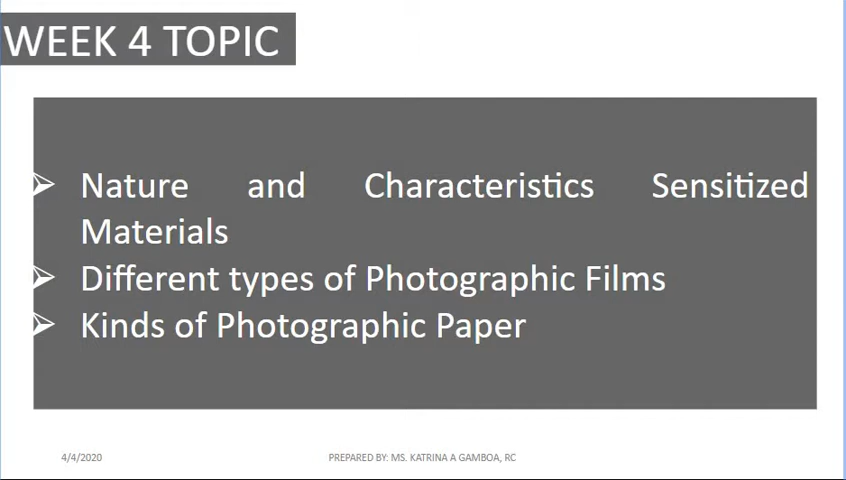 WEEK 4 TOPIC
➢ Nature and Characteristics Sensitized
Materials
➢ Different types of Photographic Films
➢ Kinds of Photographic Paper
4/4/2020
PREPARED BY: MS. KATRINA A GAMBOA, RC